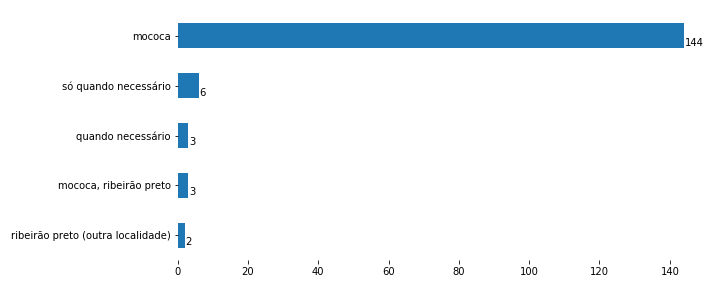 mococa
144
só quando necessário
6
quando necessário
3
mococa, ribeirão preto
3
ribeirão preto (outra localidade)
2
0 20 40 60 80 100 120 140